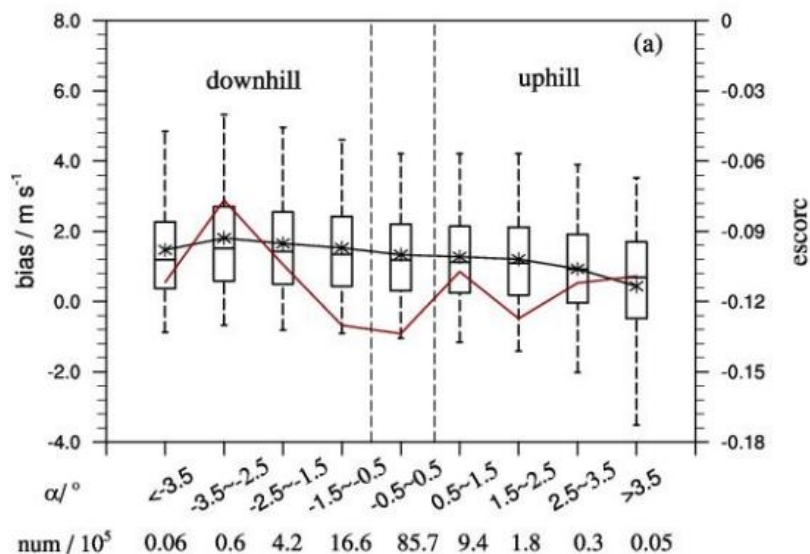 (a)
downhill uphill
8.0
6.0
4.0
2.0
0.0
-2.0
-4.0
bias / m s-1
0
-0.03
-0.06
-0.09
-0.12
-0.15
-0.18
escorc
α/° <-3.5 -3.5~-2.5 -2.5~-1.5 -1.5~-0.5 -0.5~0.5 0.5~1.5 1.5~2.5 2.5~3.5 >3.5
num / 10⁵ 0.06 0.6 4.2 16.6 85.7 9.4 1.8 0.3 0.05